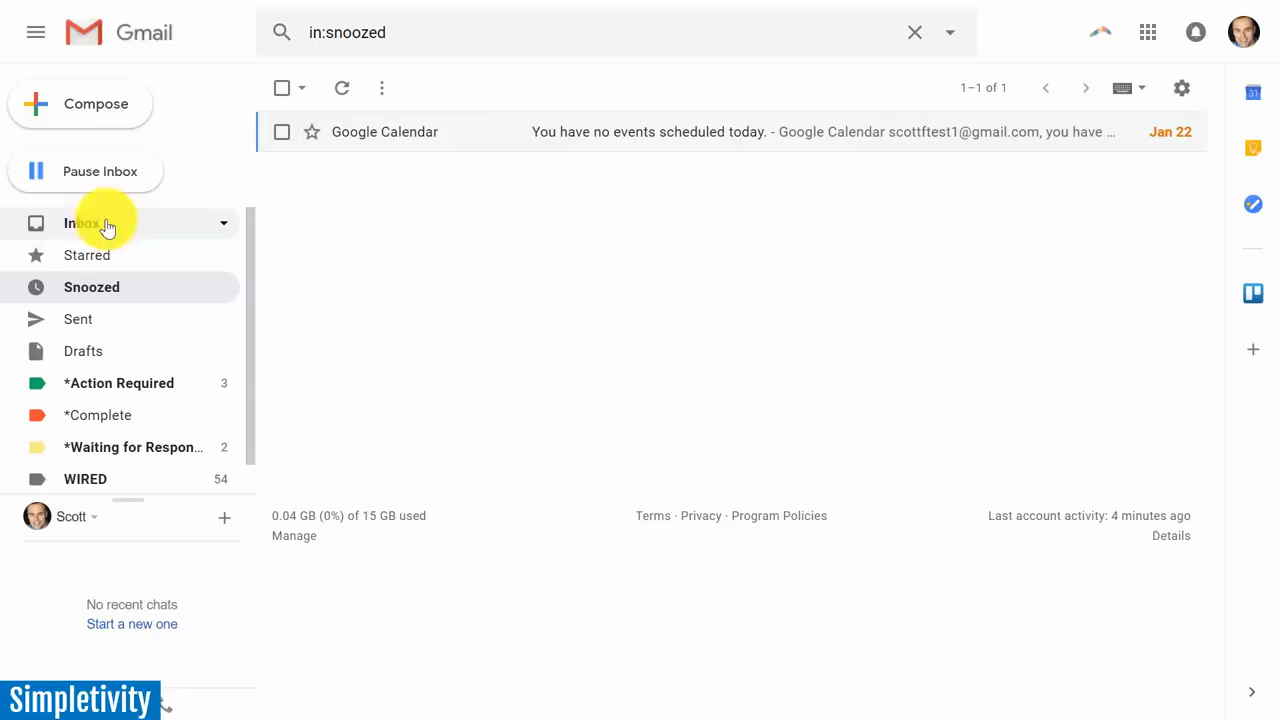 Gmail
in:snoozed
Compose
1–1 of 1
Google Calendar You have no events scheduled today. - Google Calendar scottftest1@gmail.com, you have ... Jan 22
31
Pause Inbox
Inbox
Starred
Snoozed
Sent
Drafts
*Action Required 3
*Complete
*Waiting for Respon... 2
WIRED 54
Scott
0.04 GB (0%) of 15 GB used
Manage
Terms · Privacy · Program Policies
Last account activity: 4 minutes ago
Details
No recent chats
Start a new one
Simpletivity